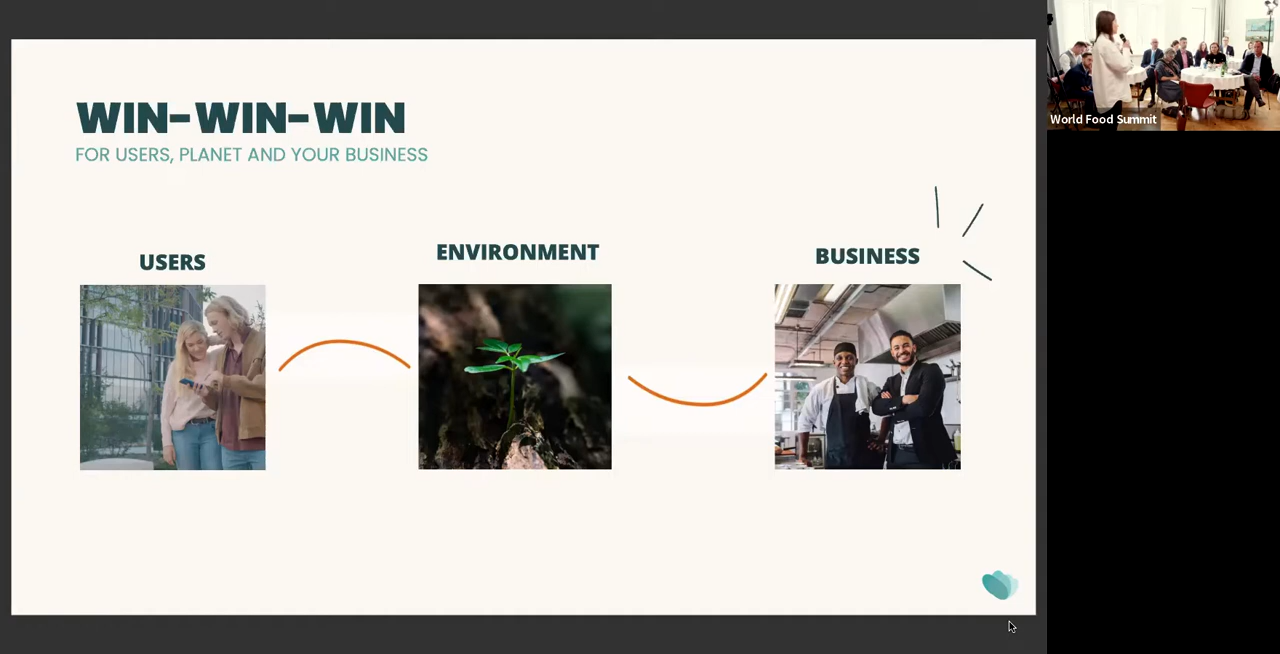 WIN-WIN-WIN
FOR USERS, PLANET AND YOUR BUSINESS
USERS
ENVIRONMENT
BUSINESS
World Food Summit